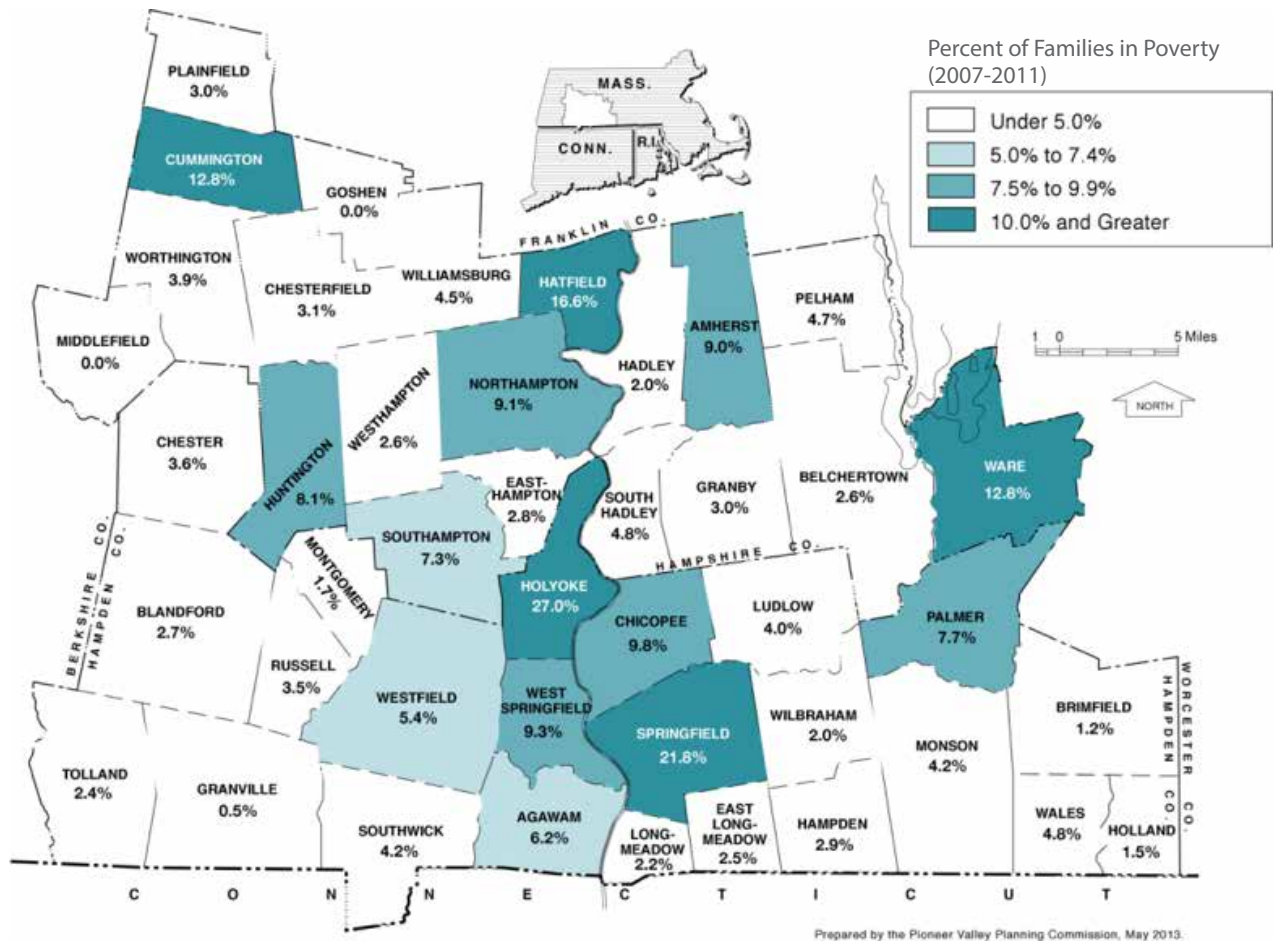 Percent of Families in Poverty
(2007-2011)
Under 5.0%
5.0% to 7.4%
7.5% to 9.9%
10.0% and Greater
MASS.
CONN.
R.I.
PLAINFIELD
3.0%
CUMMINGTON
12.8%
GOSHEN
0.0%
FRANKLIN CO.
WORTHINGTON
3.9%
CHESTERFIELD
3.1%
WILLIAMSBURG
4.5%
HATFIELD
16.6%
PELHAM
4.7%
AMHERST
9.0%
MIDDLEFIELD
0.0%
HADLEY
2.0%
1 0 5 Miles
NORTH
NORTHAMPTON
9.1%
WESTHAMPTON
2.6%
CHESTER
3.6%
HUNTINGTON
8.1%
EAST-
HAMPTON
2.8%
SOUTH
HADLEY
4.8%
GRANBY
3.0%
BELCHERTOWN
2.6%
WARE
12.8%
SOUTHAMPTON
7.3%
MONTGOMERY
1.7%
HAMPSHIRE CO.
BERKSHIRE CO.
HAMPDEN CO.
BLANDFORD
2.7%
HOLYOKE
27.0%
CHICOPEE
9.8%
LUDLOW
4.0%
PALMER
7.7%
RUSSELL
3.5%
WESTFIELD
5.4%
WEST
SPRINGFIELD
9.3%
SPRINGFIELD
21.8%
WILBRAHAM
2.0%
MONSON
4.2%
BRIMFIELD
1.2%
HAMPDEN CO.
WORCESTER CO.
TOLLAND
2.4%
GRANVILLE
0.5%
SOUTHWICK
4.2%
AGAWAM
6.2%
LONG-
MEADOW
2.2%
EAST
LONG-
MEADOW
2.5%
HAMPDEN
2.9%
WALES
4.8%
HOLLAND
1.5%
CONNECTICUT
Prepared by the Pioneer Valley Planning Commission, May 2013.